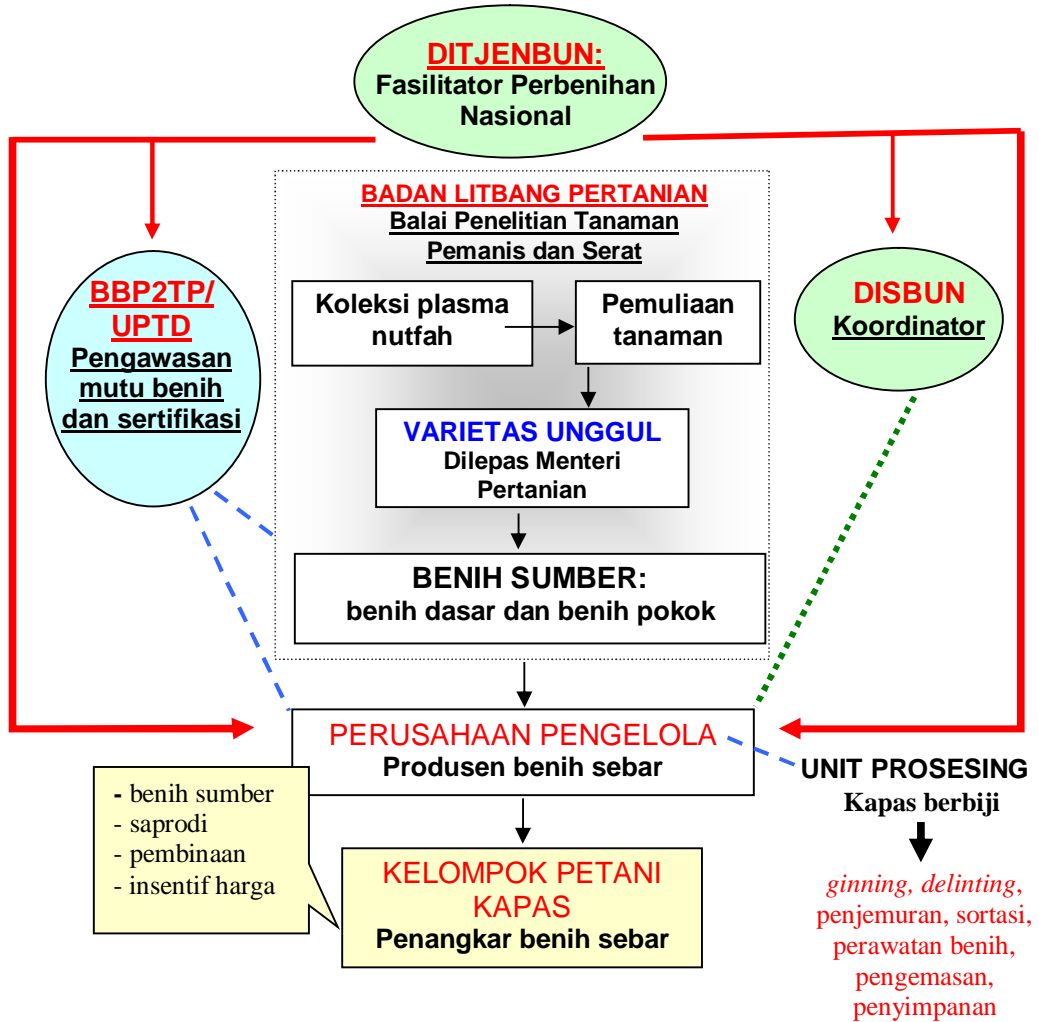 DITJENBUN:
Fasilitator Perbenihan
Nasional
BADAN LITBANG PERTANIAN
Balai Penelitian Tanaman
Pemanis dan Serat
BBP2TP/
UPTD
Pengawasan
mutu benih
dan sertifikasi
Koleksi plasma
nutfah
Pemuliaan
tanaman
DISBUN
Koordinator
VARIETAS UNGGUL
Dilepas Menteri
Pertanian
BENIH SUMBER:
benih dasar dan benih pokok
PERUSAHAAN PENGELOLA
Produsen benih sebar
UNIT PROSESING
Kapas berbiji
- benih sumber
- saprodi
- pembinaan
- insentif harga
KELOMPOK PETANI
KAPAS
Penangkar benih sebar
ginning, delinting,
penjemuran, sortasi,
perawatan benih,
pengemasan,
penyimpanan